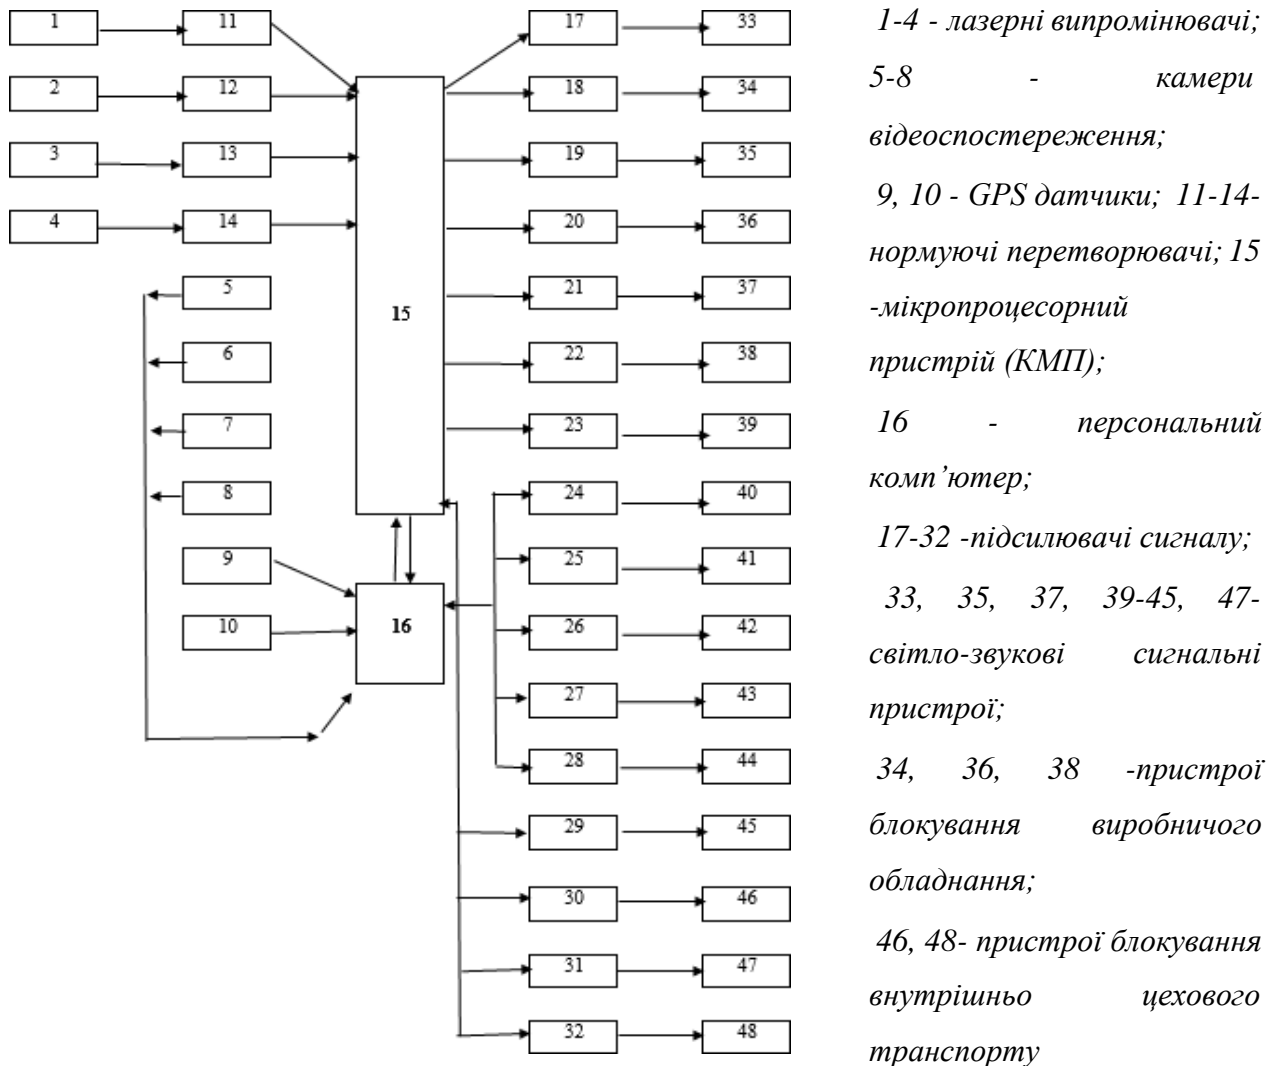 1 11 17 33
2 12 18 34
3 13 19 35
4 14 20 36
5 21 37
15
6 22 38
7 23 39
8 24 40
9 25 41
10 16 26 42
27 43
28 44
29 45
30 46
31 47
32 48
1-4 - лазерні випромінювачі;
5-8 - камери
відеоспостереження;
9, 10 - GPS датчики; 11-14-
нормуючі перетворювачі; 15
-мікропроцесорний
пристрій (КМП);
16 - персональний
комп’ютер;
17-32 -підсилювачі сигналу;
33, 35, 37, 39-45, 47-
світло-звукові сигнальні
пристрої;
34, 36, 38 -пристрої
блокування виробничого
обладнання;
46, 48- пристрої блокування
внутрішньо цехового
транспорту